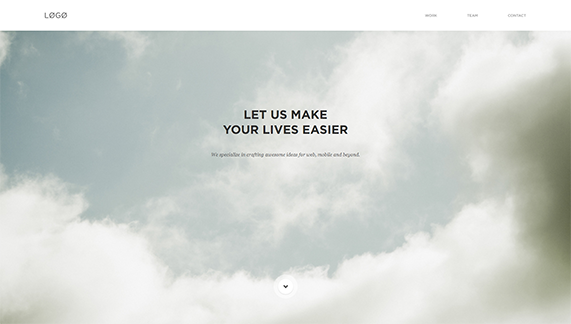 LØGØ
WORK
TEAM
CONTACT
LET US MAKE
YOUR LIVES EASIER
We specialize in crafting awesome ideas for web, mobile and beyond.